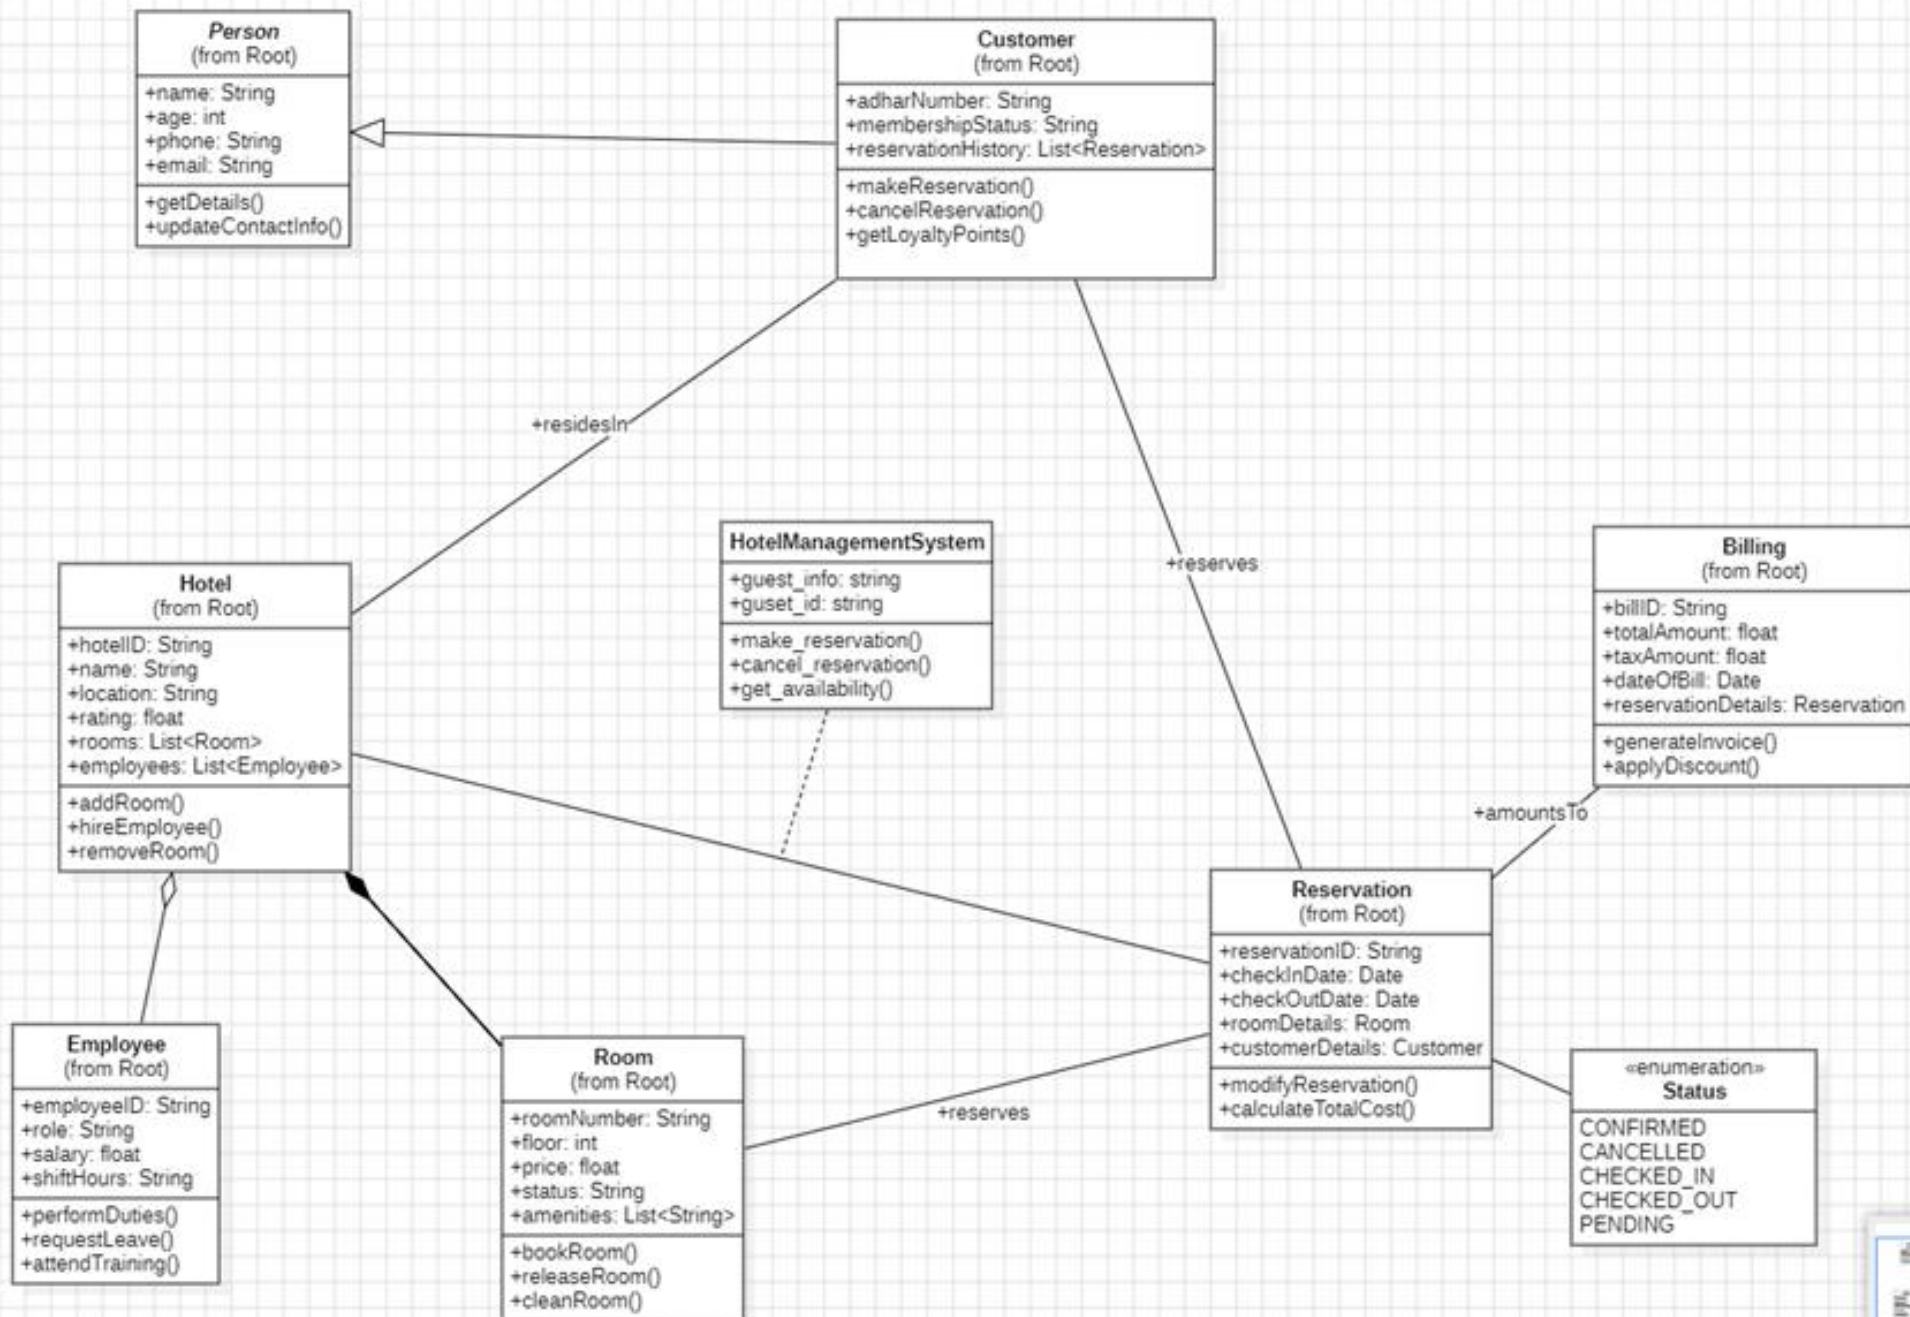 Person
(from Root)
+name: String
+age: int
+phone: String
+email: String
+getDetails()
+updateContactInfo()
Customer
(from Root)
+adharNumber: String
+membershipStatus: String
+reservationHistory: List<Reservation>
+makeReservation()
+cancelReservation()
+getLoyaltyPoints()
+residesIn
+reserves
HotelManagementSystem
+guest_info: string
+guset_id: string
+make_reservation()
+cancel_reservation()
+get_availability()
Hotel
(from Root)
+hotelID: String
+name: String
+location: String
+rating: float
+rooms: List<Room>
+employees: List<Employee>
+addRoom()
+hireEmployee()
+removeRoom()
Billing
(from Root)
+billID: String
+totalAmount: float
+taxAmount: float
+dateOfBill: Date
+reservationDetails: Reservation
+generateInvoice()
+applyDiscount()
+amountsTo
Reservation
(from Root)
+reservationID: String
+checkInDate: Date
+checkOutDate: Date
+roomDetails: Room
+customerDetails: Customer
+modifyReservation()
+calculateTotalCost()
Employee
(from Root)
+employeeID: String
+role: String
+salary: float
+shiftHours: String
+performDuties()
+requestLeave()
+attendTraining()
Room
(from Root)
+roomNumber: String
+floor: int
+price: float
+status: String
+amenities: List<String>
+bookRoom()
+releaseRoom()
+cleanRoom()
+reserves
«enumeration»
Status
CONFIRMED
CANCELLED
CHECKED_IN
CHECKED_OUT
PENDING